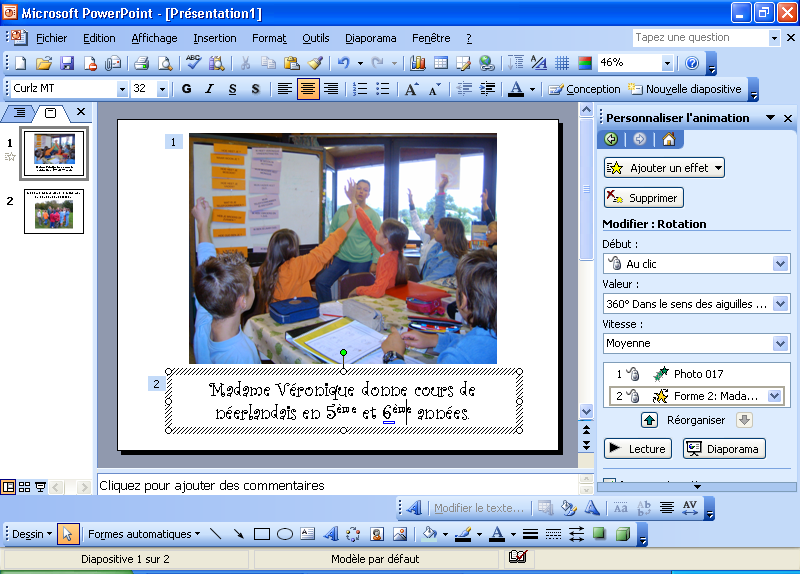 Microsoft PowerPoint - [Présentation1]
Fichier Edition Affichage Insertion Format Outils Diaporama Fenêtre ? Tapez une question
46%
Curlz MT 32 G I S S Conception Nouvelle diapositive
Personnaliser l'animation
Ajouter un effet
Supprimer
Modifier : Rotation
Début :
Au clic
Valeur :
360° Dans le sens des aiguilles ...
Vitesse :
Moyenne
1 Photo 017
2 Forme 2: Mada...
Réorganiser
Lecture Diaporama
1
2
1
2
Madame Véronique donne cours de
néerlandais en 5ème et 6ème années.
Cliquez pour ajouter des commentaires
Modifier le texte...
Dessin Formes automatiques
Diapositive 1 sur 2 Modèle par défaut